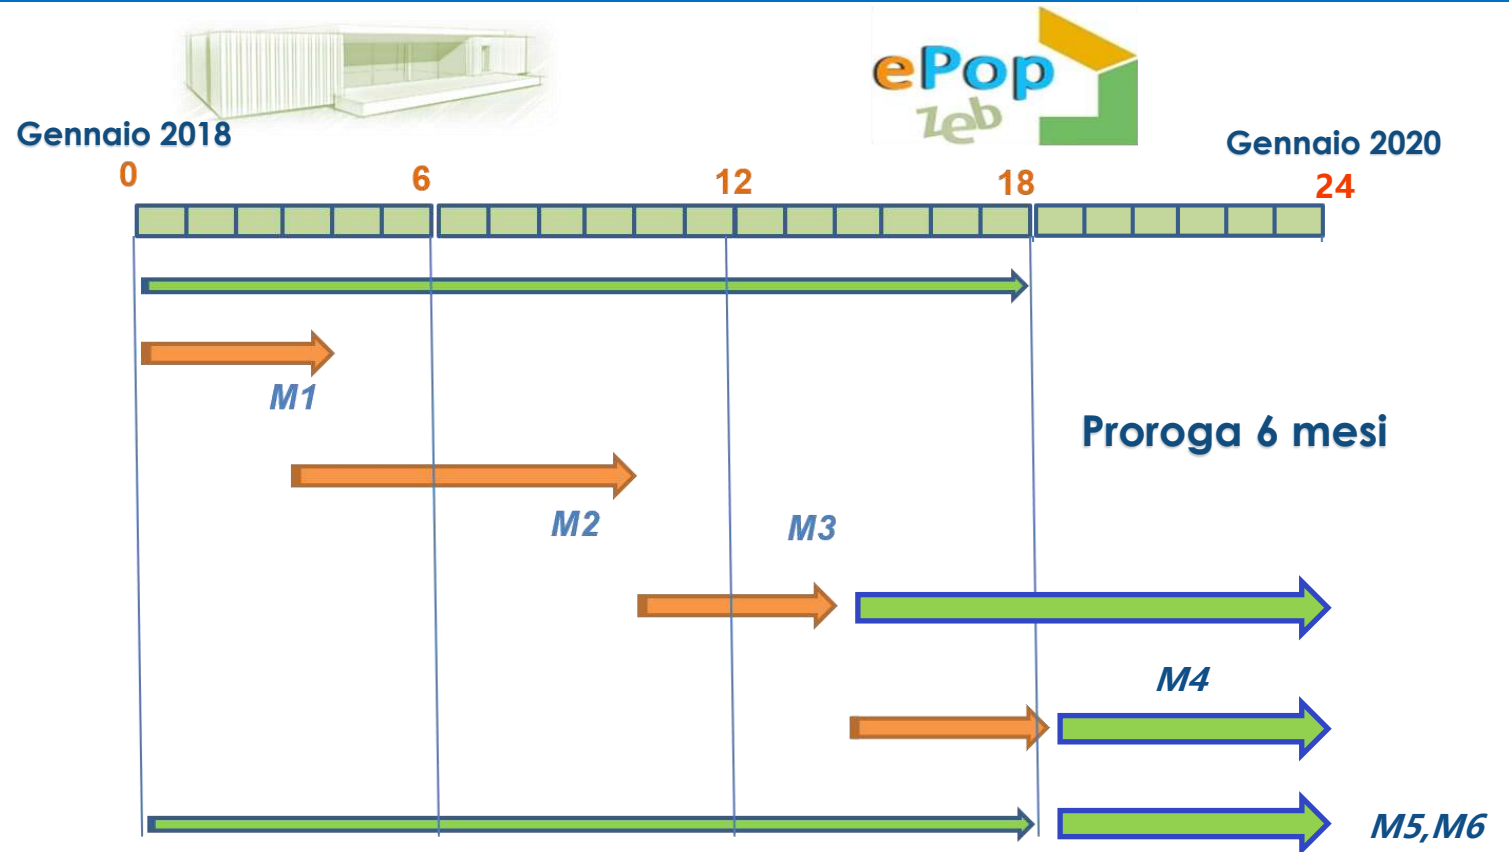 ePop
zeb
Gennaio 2018
Gennaio 2020
0 6 12 18 24
M1
Proroga 6 mesi
M2
M3
M4
M5,M6